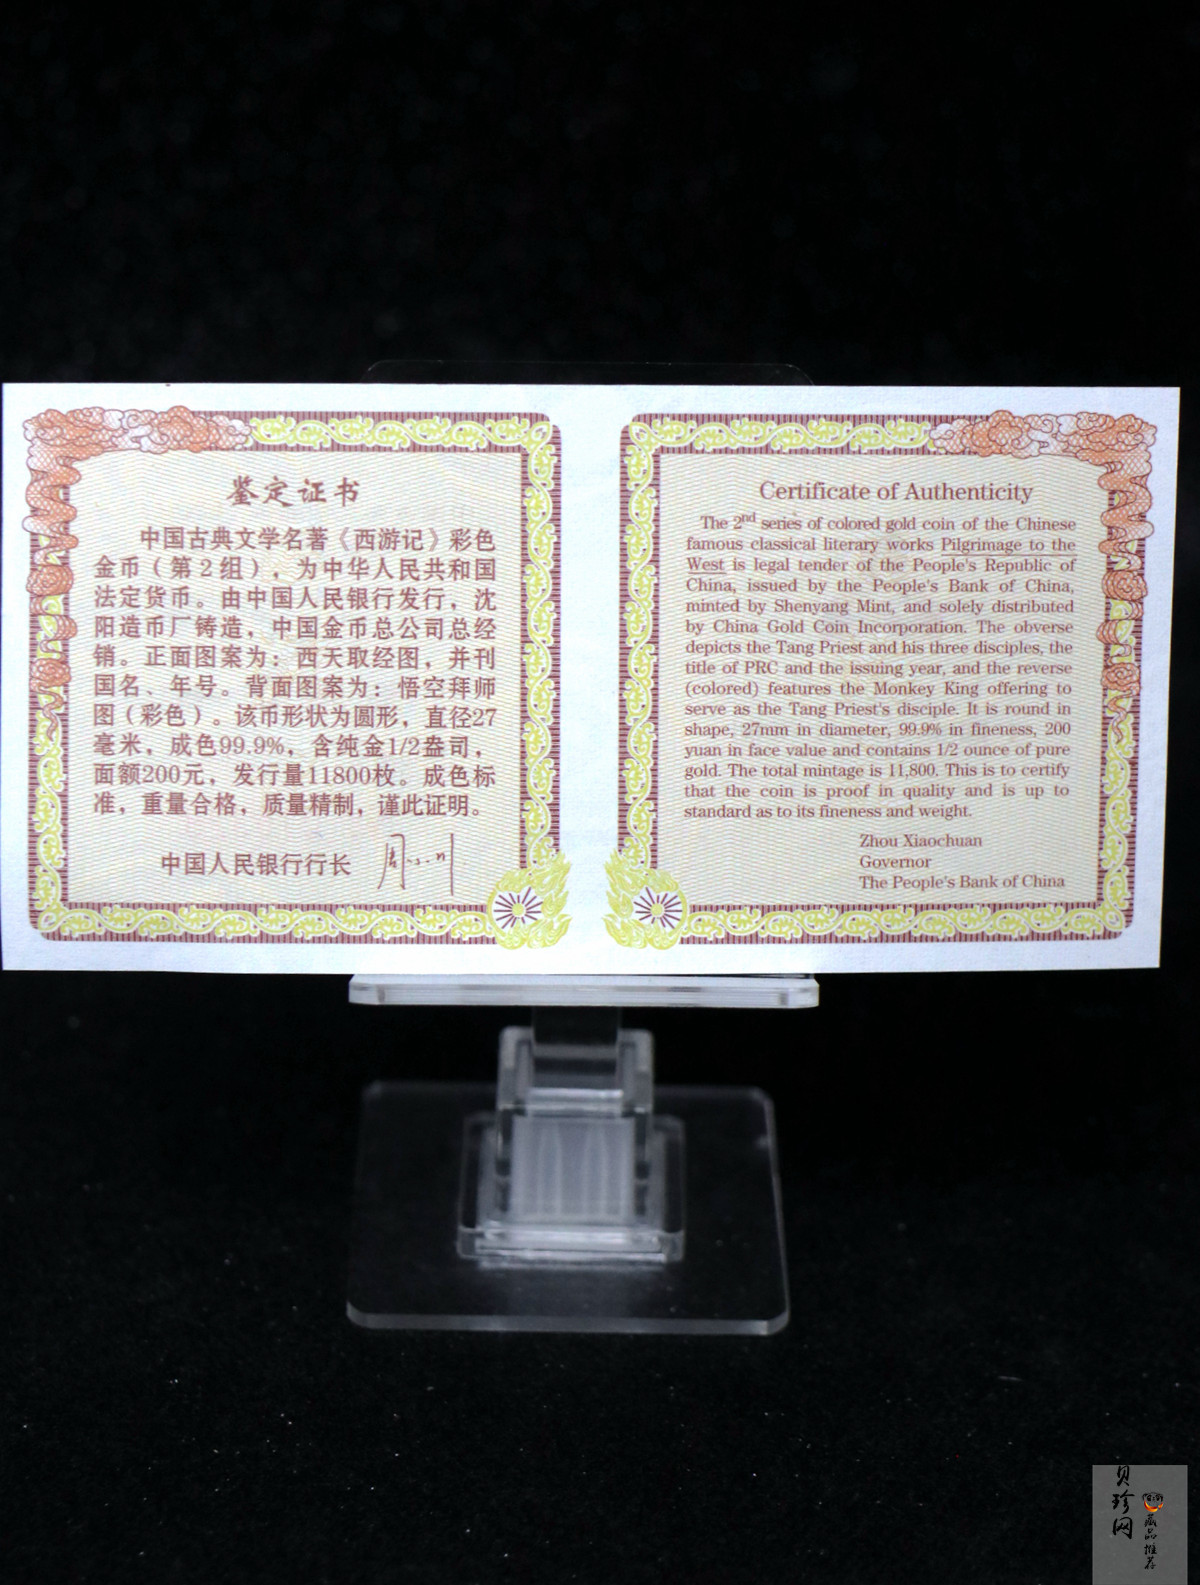 鉴定证书
中国古典文学名著《西游记》彩色
金币（第2组），为中华人民共和国
法定货币。由中国人民银行发行，沈
阳造币厂铸造，中国金币总公司总经
销。正面图案为：西天取经图，并刊
国名、年号。背面图案为：悟空拜师
图（彩色）。该币形状为圆形，直径27
毫米，成色99.9%，含纯金1/2盎司，
面额200元，发行量11800枚。成色标
准，重量合格，质量精制，谨此证明。
中国人民银行行长 周小川
Certificate of Authenticity
The 2nd series of colored gold coin of the Chinese
famous classical literary works Pilgrimage to the
West is legal tender of the People's Republic of
China, issued by the People's Bank of China,
minted by Shenyang Mint, and solely distributed
by China Gold Coin Incorporation. The obverse
depicts the Tang Priest and his three disciples, the
title of PRC and the issuing year, and the reverse
(colored) features the Monkey King offering to
serve as the Tang Priest's disciple. It is round in
shape, 27mm in diameter, 99.9% in fineness, 200
yuan in face value and contains 1/2 ounce of pure
gold. The total mintage is 11,800. This is to certify
that the coin is proof in quality and is up to
standard as to its fineness and weight.
Zhou Xiaochuan
Governor
The People's Bank of China
贝珍网
藏品推荐